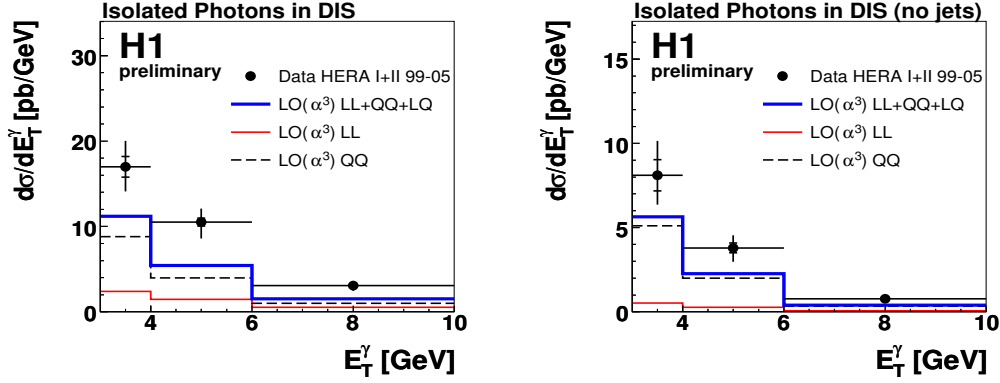 Isolated Photons in DIS
H1
preliminary
Data HERA I+II 99-05
LO(α³) LL+QQ+LQ
LO(α³) LL
LO(α³) QQ
dσ/dE_T^γ [pb/GeV]
30
20
10
0
4 6 8 10
E_T^γ [GeV]
Isolated Photons in DIS (no jets)
H1
preliminary
Data HERA I+II 99-05
LO(α³) LL+QQ+LQ
LO(α³) LL
LO(α³) QQ
dσ/dE_T^γ [pb/GeV]
15
10
5
0
4 6 8 10
E_T^γ [GeV]